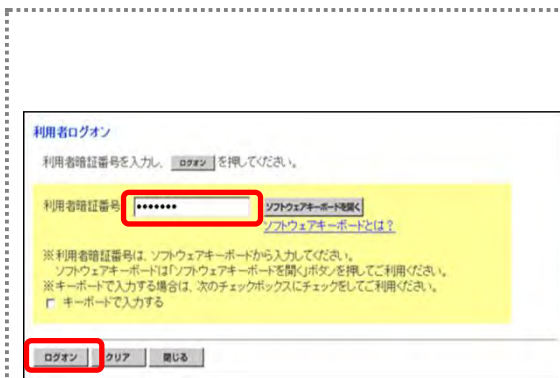 利用者ログオン
利用者暗証番号を入力し、 ログオン を押してください。
利用者暗証番号 ●●●●●●● ソフトウェアキーボードを開く
ソフトウェアキーボードとは?
※利用者暗証番号は、ソフトウェアキーボードから入力してください。
ソフトウェアキーボードは「ソフトウェアキーボードを開く」ボタンを押してご利用ください。
※キーボードで入力する場合は、次のチェックボックスにチェックをしてご利用ください。
キーボードで入力する
ログオン クリア 閉じる